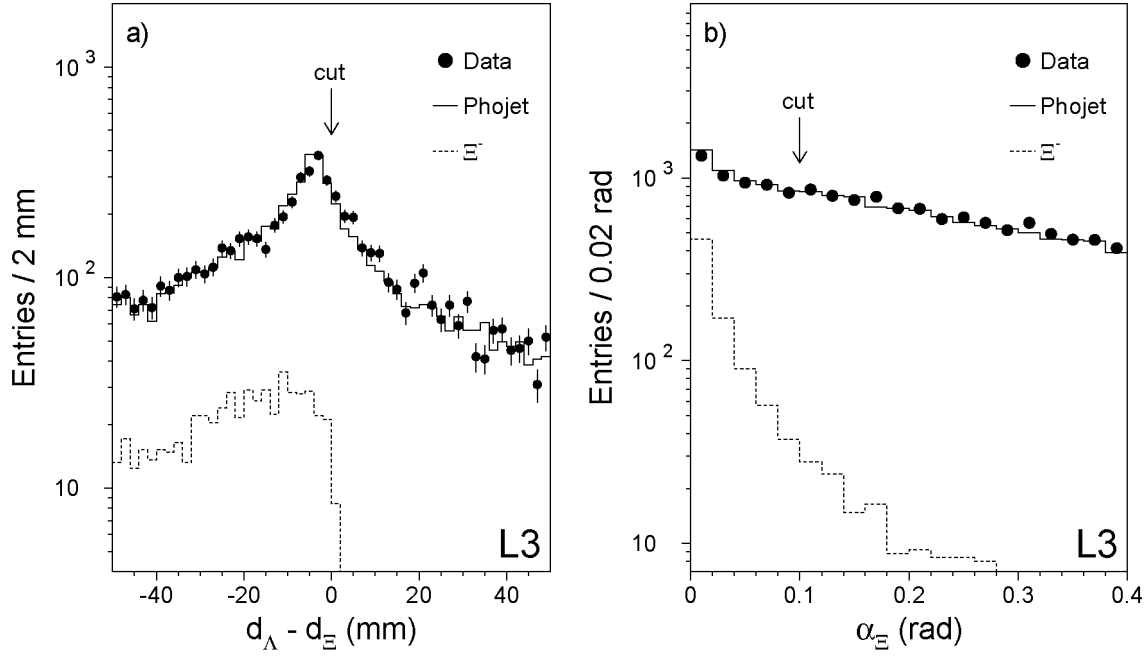 a)
Data
Phojet
Ξ⁻
cut
10³
10²
10
Entries / 2 mm
-40
-20
0
20
40
d_Λ - d_Ξ (mm)
L3
b)
Data
Phojet
Ξ⁻
cut
10³
10²
10
Entries / 0.02 rad
0
0.1
0.2
0.3
0.4
α_Ξ (rad)
L3